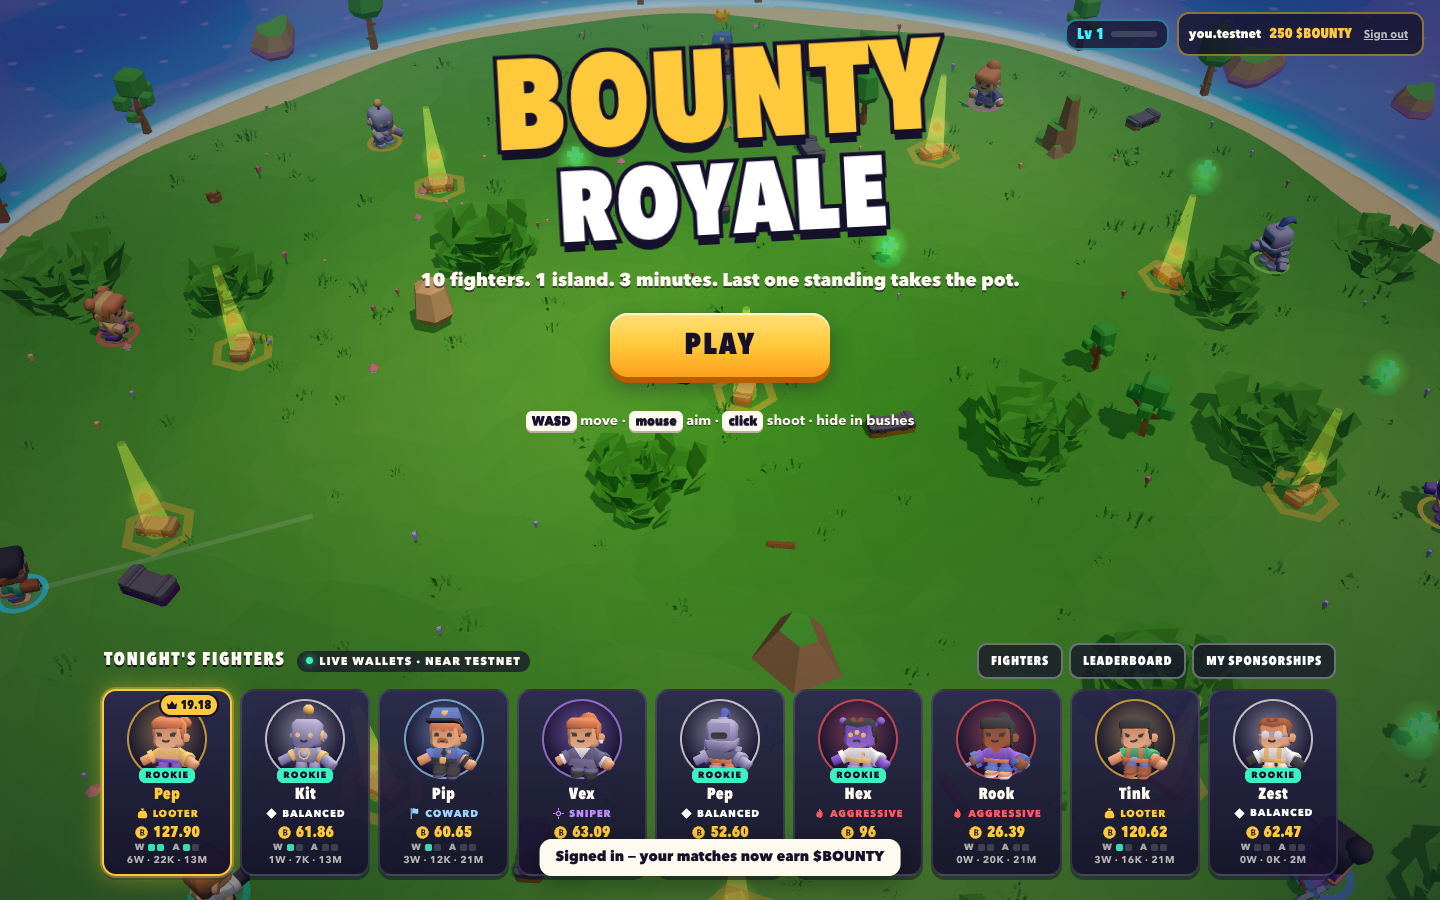 Lv 1
you.testnet 250 $BOUNTY Sign out
BOUNTY
ROYALE
10 fighters. 1 island. 3 minutes. Last one standing takes the pot.
PLAY
WASD move · mouse aim · click shoot · hide in bushes
TONIGHT'S FIGHTERS
LIVE WALLETS · NEAR TESTNET
FIGHTERS
LEADERBOARD
MY SPONSORSHIPS
19.18
ROOKIE
Pep
LOOTER
127.90
W A
6W · 22K · 13M
ROOKIE
Kit
BALANCED
61.86
W A
1W · 7K · 13M
Pip
COWARD
60.65
W A
3W · 12K · 21M
Vex
SNIPER
63.09
ROOKIE
Pep
BALANCED
52.60
ROOKIE
Hex
AGGRESSIVE
96
Rook
AGGRESSIVE
26.39
W A
0W · 20K · 21M
Tink
LOOTER
120.62
W A
3W · 16K · 21M
ROOKIE
Zest
BALANCED
62.47
W A
0W · 0K · 2M
Signed in – your matches now earn $BOUNTY